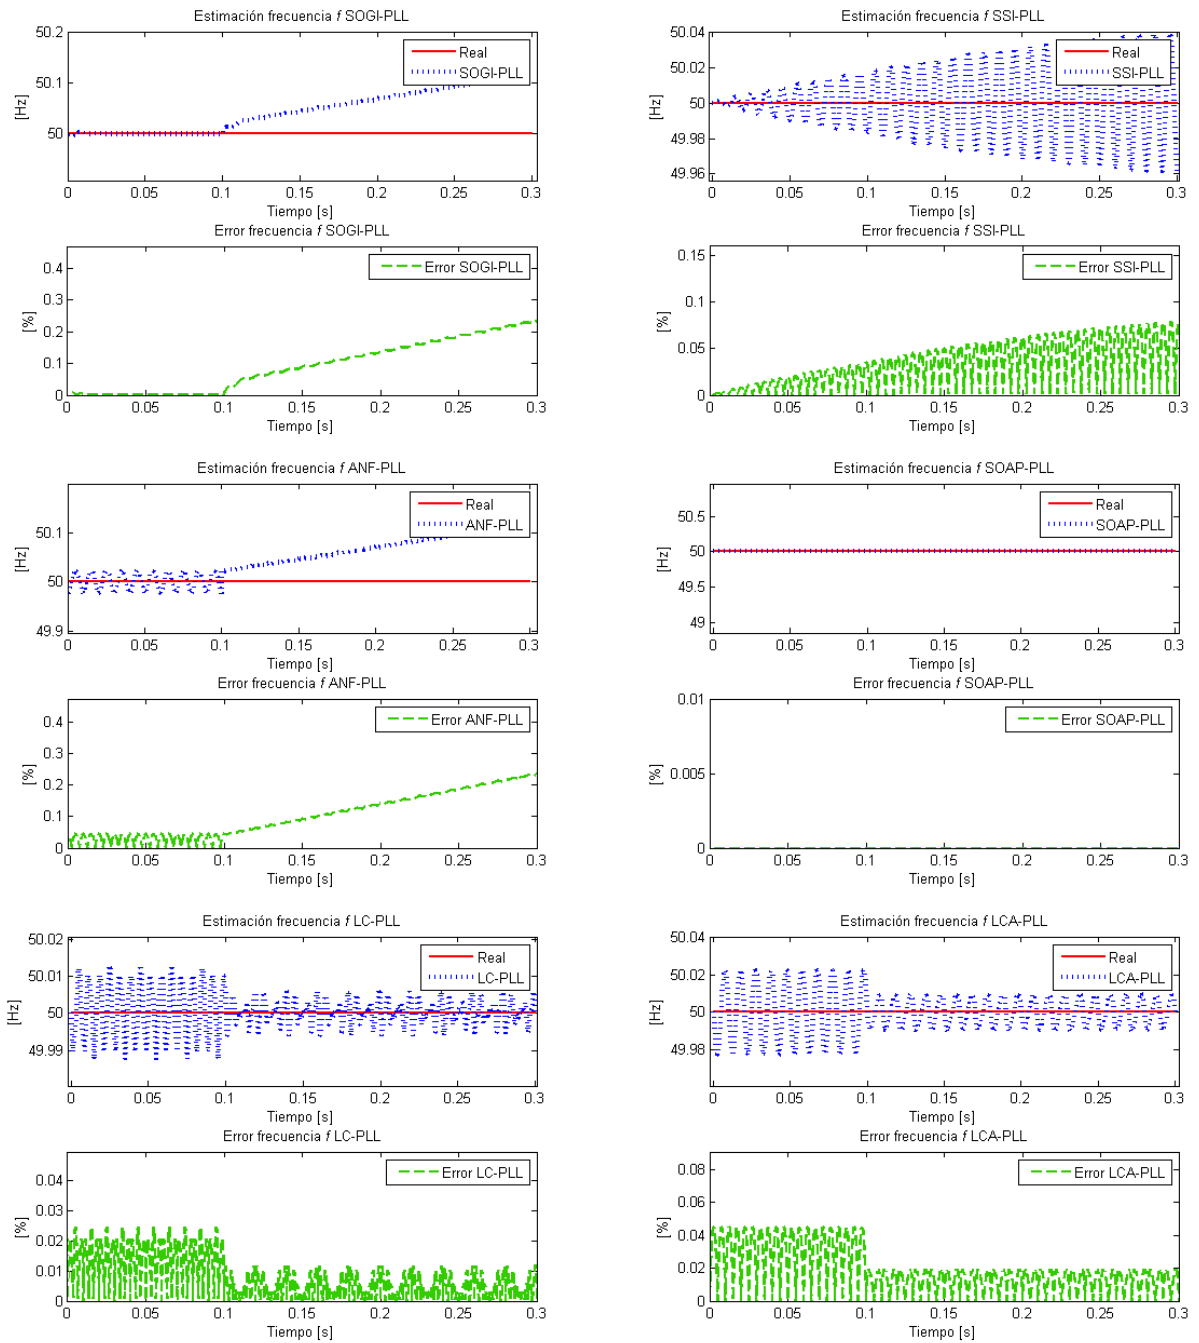 Estimación frecuencia f SOGI-PLL
50.2
50.1
50
[Hz]
Real
SOGI-PLL
0 0.05 0.1 0.15 0.2 0.25 0.3
Tiempo [s]
Error frecuencia f SOGI-PLL
0.4
0.3
0.2
0.1
0
[%]
Error SOGI-PLL
0 0.05 0.1 0.15 0.2 0.25 0.3
Tiempo [s]
Estimación frecuencia f SSI-PLL
50.04
50.02
50
49.98
49.96
[Hz]
Real
SSI-PLL
0 0.05 0.1 0.15 0.2 0.25 0.3
Tiempo [s]
Error frecuencia f SSI-PLL
0.15
0.1
0.05
0
[%]
Error SSI-PLL
0 0.05 0.1 0.15 0.2 0.25 0.3
Tiempo [s]
Estimación frecuencia f ANF-PLL
50.1
50
49.9
[Hz]
Real
ANF-PLL
0 0.05 0.1 0.15 0.2 0.25 0.3
Tiempo [s]
Error frecuencia f ANF-PLL
0.4
0.3
0.2
0.1
0
[%]
Error ANF-PLL
0 0.05 0.1 0.15 0.2 0.25 0.3
Tiempo [s]
Estimación frecuencia f SOAP-PLL
50.5
50
49.5
49
[Hz]
Real
SOAP-PLL
0 0.05 0.1 0.15 0.2 0.25 0.3
Tiempo [s]
Error frecuencia f SOAP-PLL
0.01
0.005
0
[%]
Error SOAP-PLL
0 0.05 0.1 0.15 0.2 0.25 0.3
Tiempo [s]
Estimación frecuencia f LC-PLL
50.02
50.01
50
49.99
[Hz]
Real
LC-PLL
0 0.05 0.1 0.15 0.2 0.25 0.3
Tiempo [s]
Error frecuencia f LC-PLL
0.04
0.03
0.02
0.01
0
[%]
Error LC-PLL
0 0.05 0.1 0.15 0.2 0.25 0.3
Tiempo [s]
Estimación frecuencia f LCA-PLL
50.04
50.02
50
49.98
[Hz]
Real
LCA-PLL
0 0.05 0.1 0.15 0.2 0.25 0.3
Tiempo [s]
Error frecuencia f LCA-PLL
0.08
0.06
0.04
0.02
0
[%]
Error LCA-PLL
0 0.05 0.1 0.15 0.2 0.25 0.3
Tiempo [s]